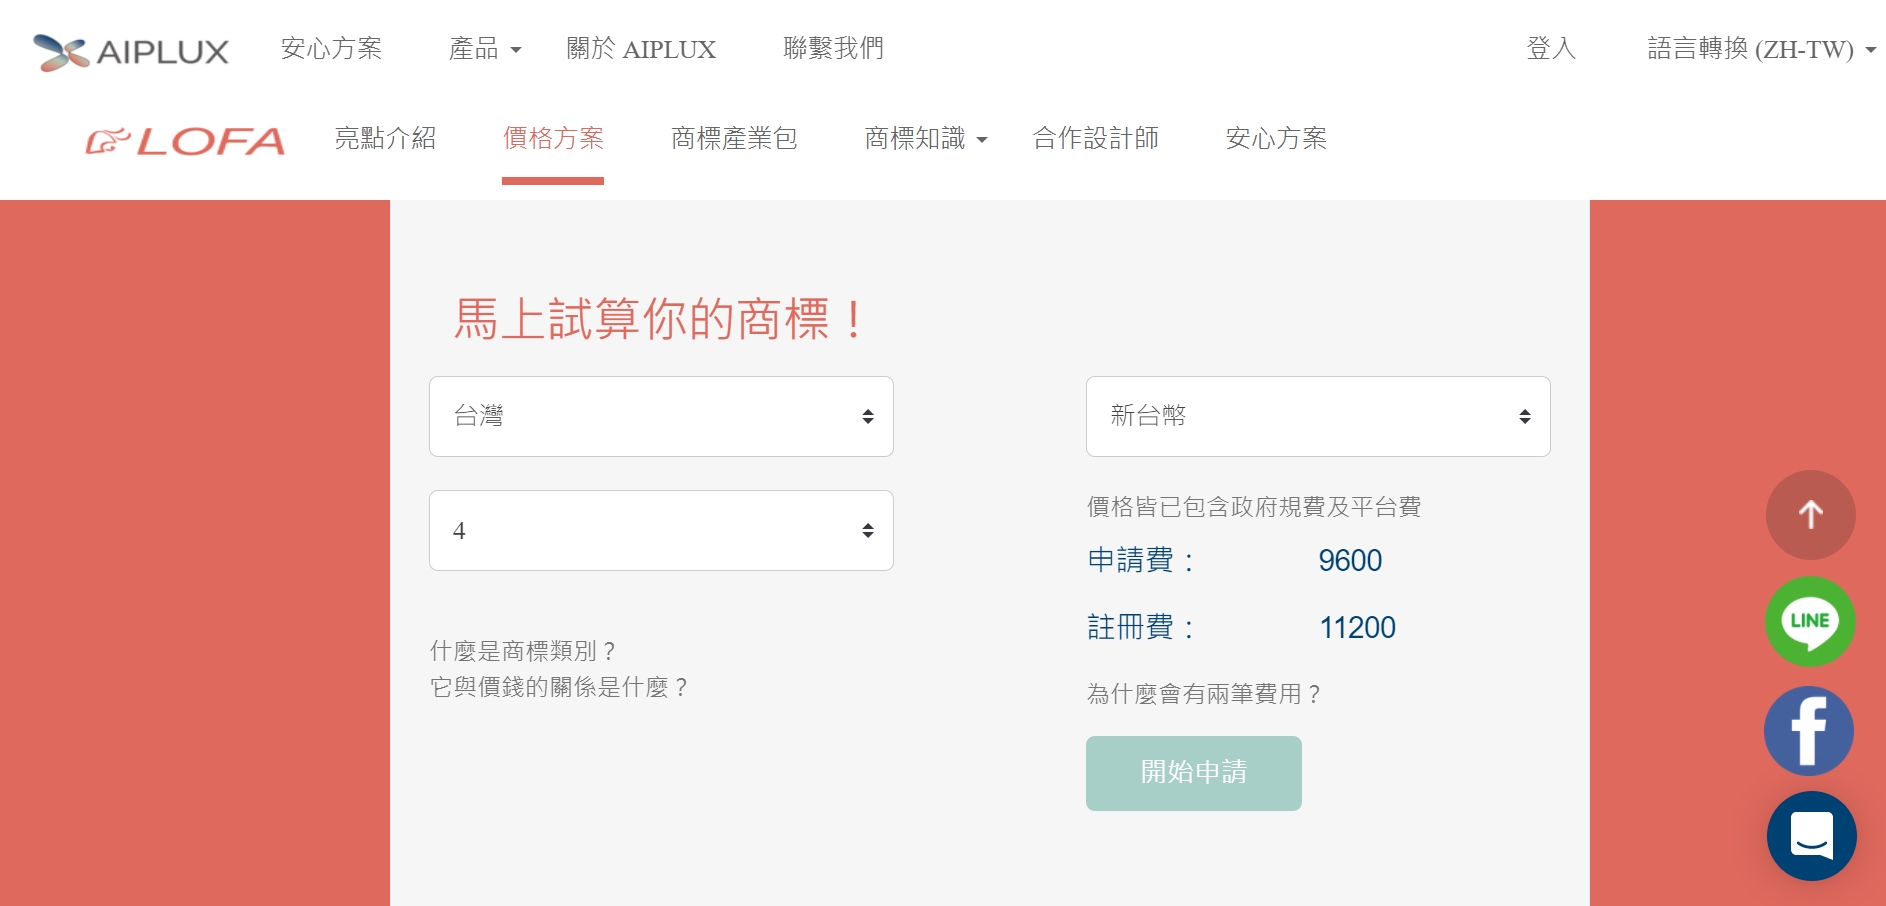 AIPLUX 安心方案 產品 關於 AIPLUX 聯繫我們 登入 語言轉換 (ZH-TW)
LOFA 亮點介紹 價格方案 商標產業包 商標知識 合作設計師 安心方案
馬上試算你的商標！
台灣
新台幣
4
價格皆已包含政府規費及平台費
申請費： 9600
註冊費： 11200
什麼是商標類別？
它與價錢的關係是什麼？
為什麼會有兩筆費用？
開始申請
LINE